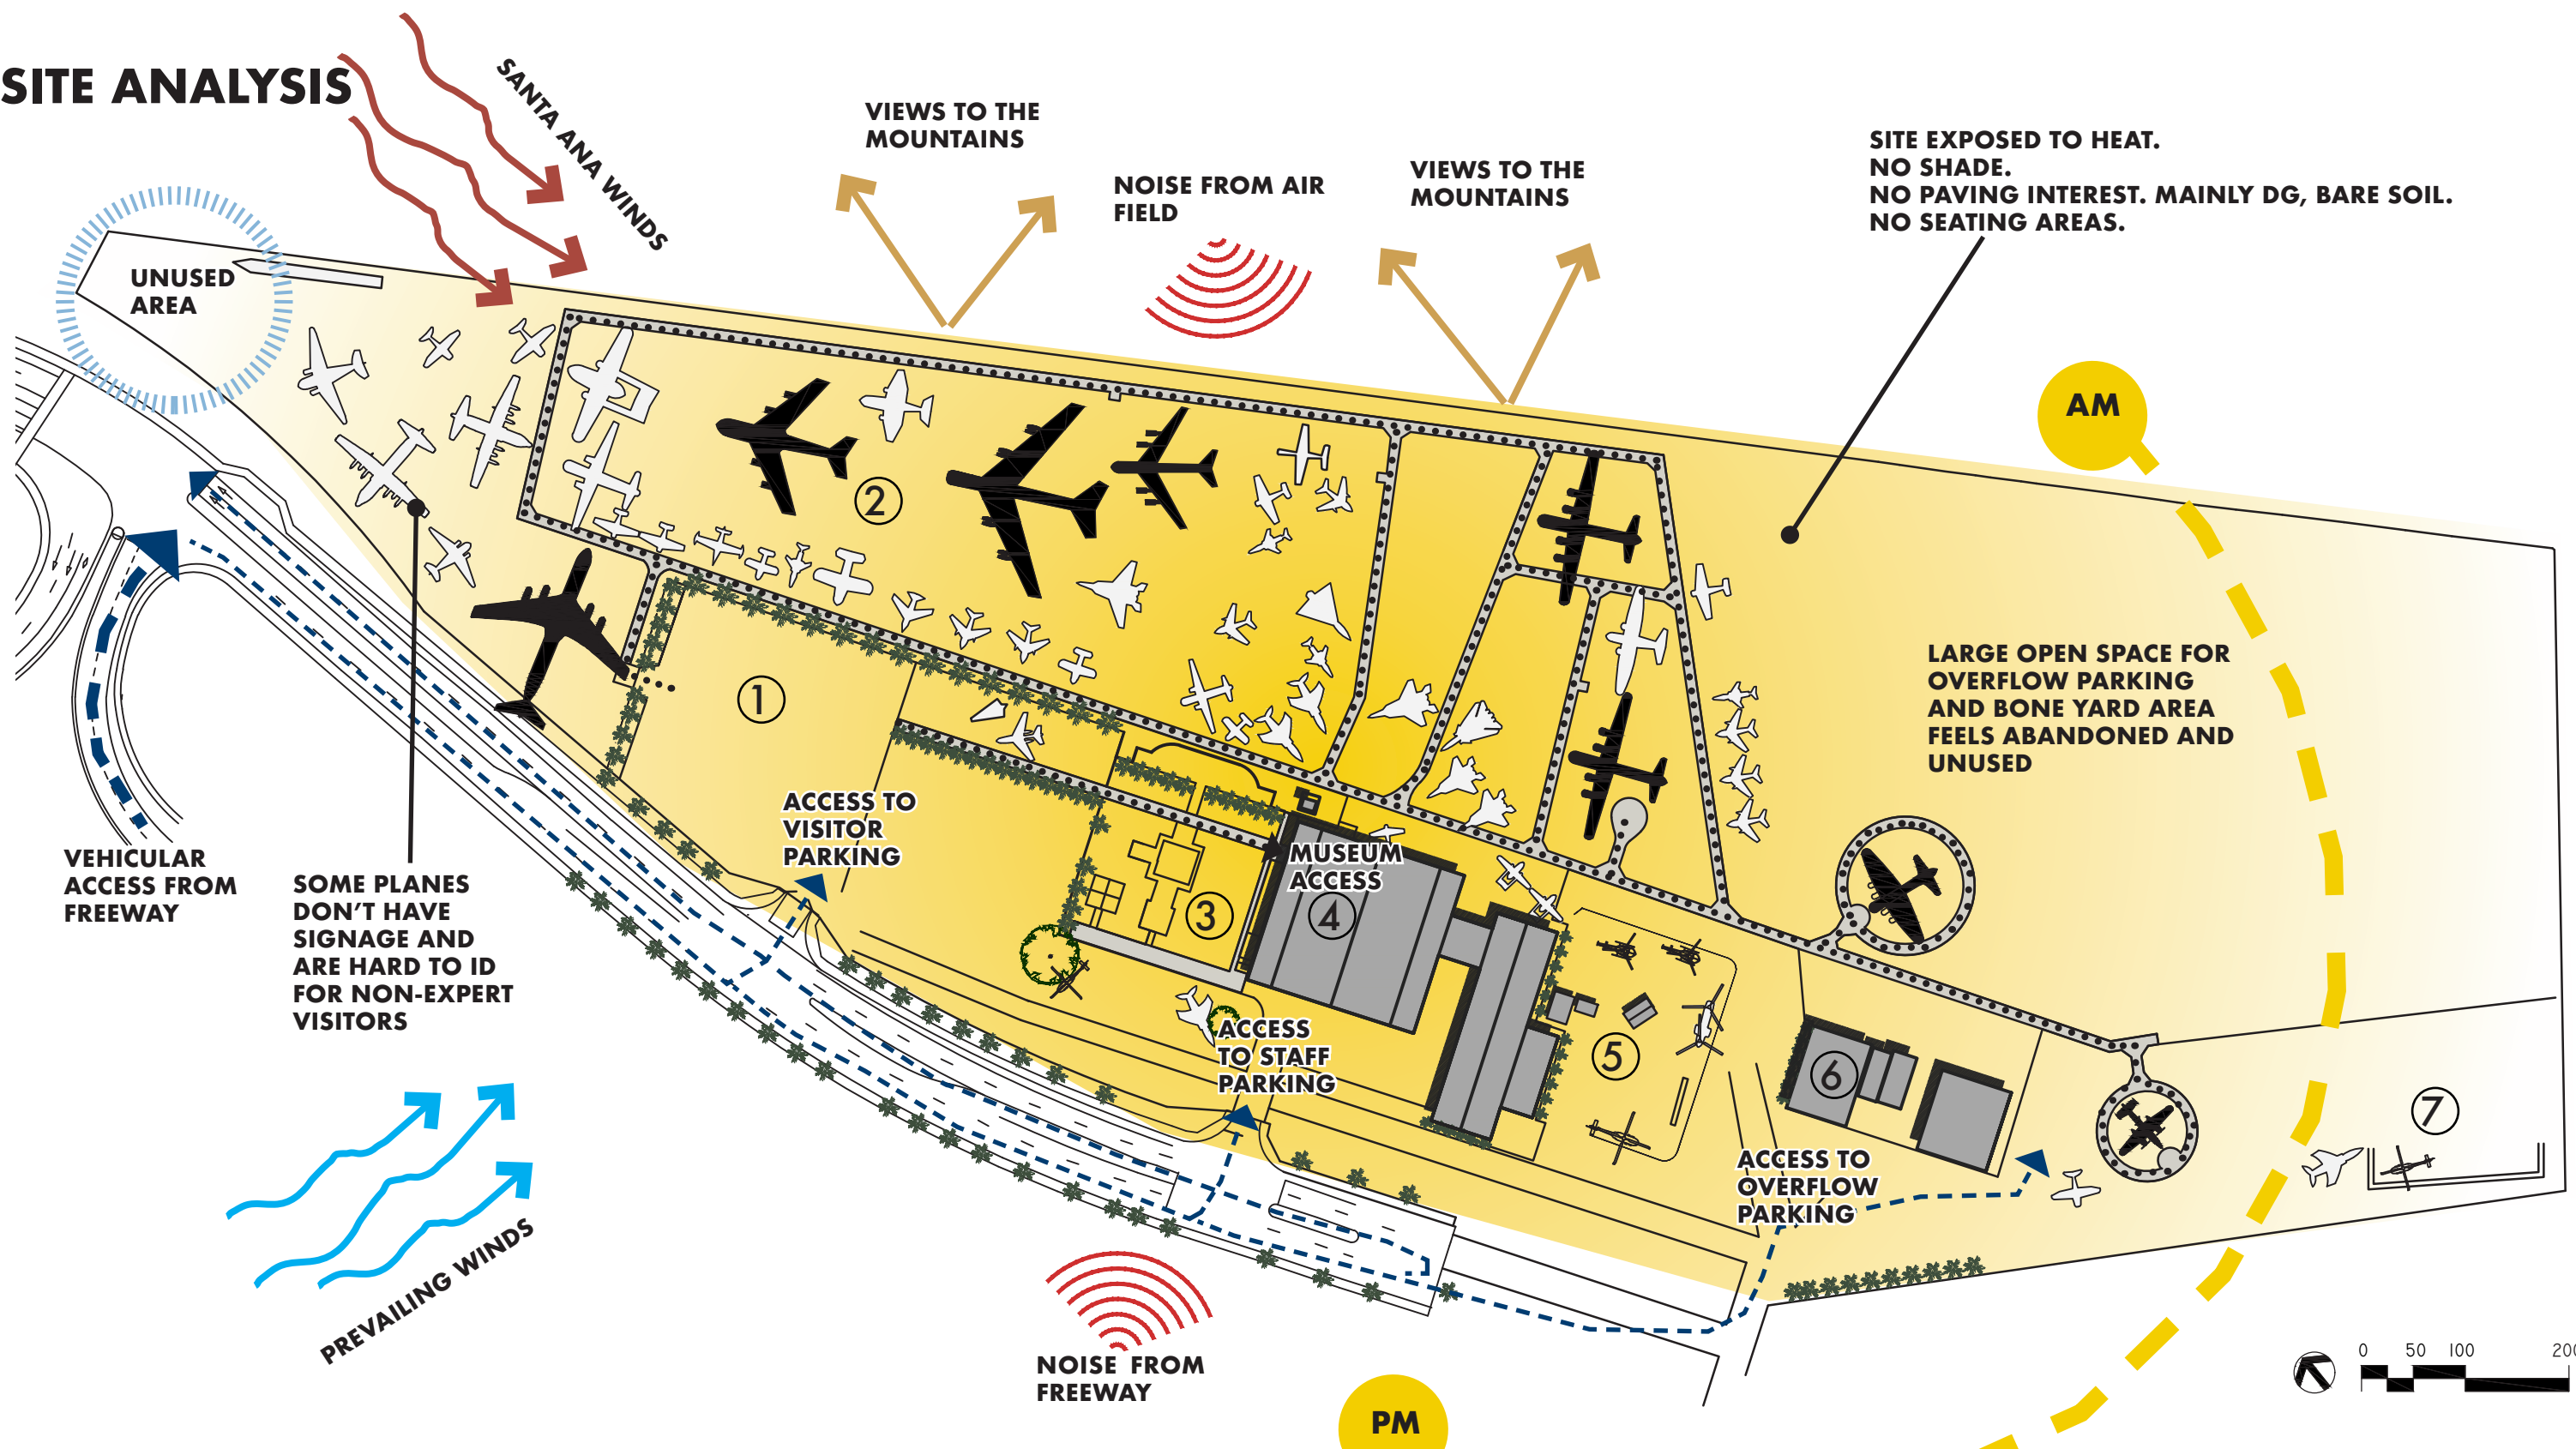 SITE ANALYSIS
SANTA ANA WINDS
VIEWS TO THE
MOUNTAINS
NOISE FROM AIR
FIELD
VIEWS TO THE
MOUNTAINS
SITE EXPOSED TO HEAT.
NO SHADE.
NO PAVING INTEREST. MAINLY DG, BARE SOIL.
NO SEATING AREAS.
UNUSED
AREA
AM
2
1
LARGE OPEN SPACE FOR
OVERFLOW PARKING
AND BONE YARD AREA
FEELS ABANDONED AND
UNUSED
ACCESS TO
VISITOR
PARKING
MUSEUM
ACCESS
VEHICULAR
ACCESS FROM
FREEWAY
SOME PLANES
DON'T HAVE
SIGNAGE AND
ARE HARD TO ID
FOR NON-EXPERT
VISITORS
3
4
5
6
7
ACCESS
TO STAFF
PARKING
ACCESS TO
OVERFLOW
PARKING
PREVAILING WINDS
NOISE FROM
FREEWAY
PM
0 50 100 200